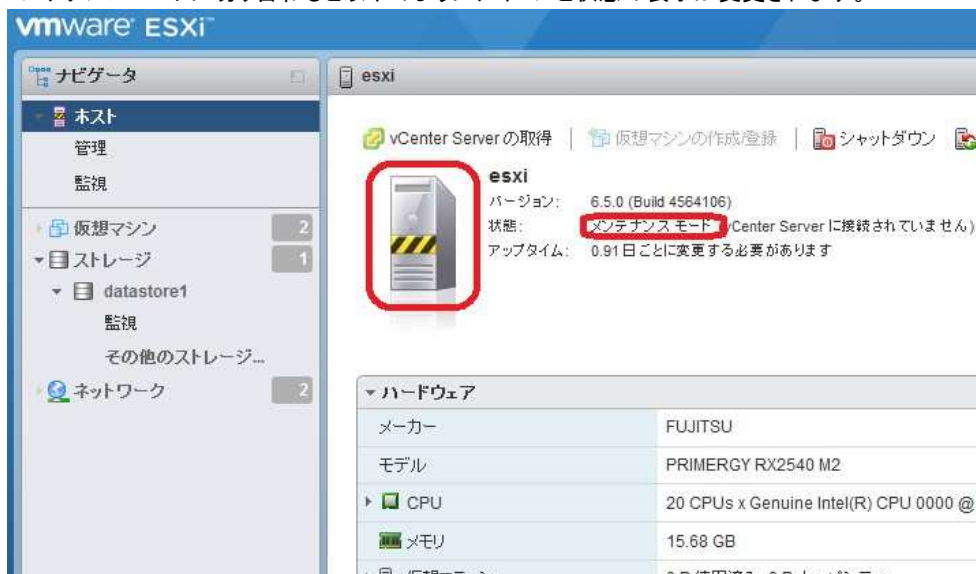 vmware ESXi™
ナビゲータ
esxi
ホスト
管理
監視
仮想マシン 2
ストレージ 1
datastore1
監視
その他のストレージ...
ネットワーク 2
vCenter Server の取得 | 仮想マシンの作成/登録 | シャットダウン
esxi
バージョン: 6.5.0 (Build 4564106)
状態: メンテナンス モード (vCenter Server に接続されていません)
アップタイム: 0.91 日ごとに変更する必要があります
ハードウェア
メーカー FUJITSU
モデル PRIMERGY RX2540 M2
CPU 20 CPUs x Genuine Intel(R) CPU 0000 @
メモリ 15.68 GB